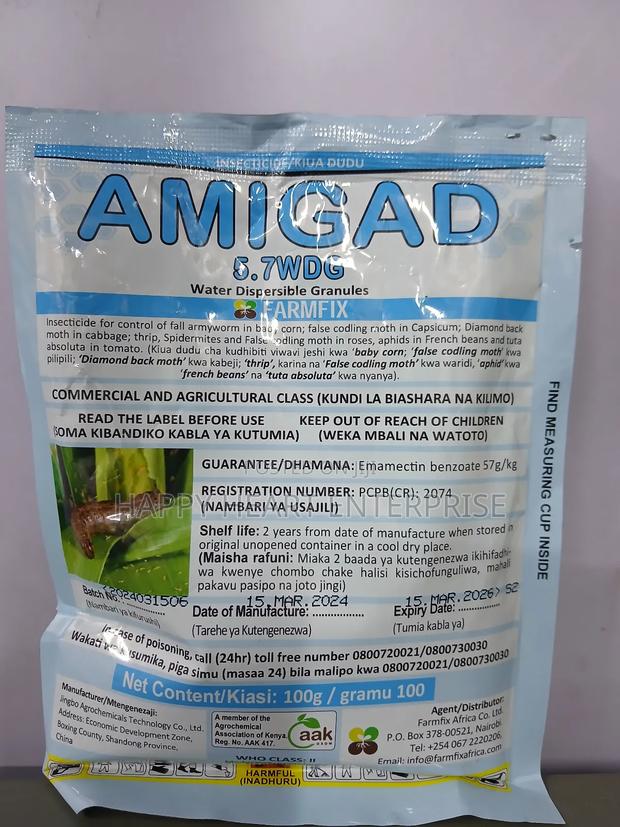 INSECTICIDE/KIUA DUDU
AMIGAD
5.7WDG
Water Dispersible Granules
FARMFIX
Insecticide for control of fall armyworm in baby corn; false codling moth in Capsicum; Diamond back
moth in cabbage; thrip, Spidermites and False codling moth in roses, aphids in French beans and tuta
absoluta in tomato. (Kiua dudu cha kudhibiti viwavi jeshi kwa 'baby corn; 'false codling moth' kwa
pilipili; 'Diamond back moth' kwa kabeji; 'thrip', karina na 'False codling moth' kwa waridi, 'aphid' kwa
'french beans' na 'tuta absoluta' kwa nyanya).
COMMERCIAL AND AGRICULTURAL CLASS (KUNDI LA BIASHARA NA KILIMO)
READ THE LABEL BEFORE USE KEEP OUT OF REACH OF CHILDREN
(SOMA KIBANDIKO KABLA YA KUTUMIA) (WEKA MBALI NA WATOTO)
GUARANTEE/DHAMANA: Emamectin benzoate 57g/kg
POSTED ON JIJI
REGISTRATION NUMBER: PCPB(CR): 2074
(NAMBARI YA USAJILI)
HAPPY HEART ENTERPRISE
Shelf life: 2 years from date of manufacture when stored in
original unopened container in a cool dry place.
(Maisha rafuni: Miaka 2 baada ya kutengenezwa ikihifadhi-
wa kwenye chombo chake halisi kisichofunguliwa, mahali
pakavu pasipo na joto jingi)
FIND MEASURING CUP INSIDE
Batch No. 2024031506
(Nambari ya kifurushi)
Date of Manufacture: 15.MAR.2024
(Tarehe ya Kutengenezwa)
Expiry Date: 15.MAR.2026> S2
(Tumia kabla ya)
In case of poisoning, call (24hr) toll free number 0800720021/0800730030
Wakati wa kusumika, piga simu (masaa 24) bila malipo kwa 0800720021/0800730030
Net Content/Kiasi: 100g / gramu 100
Manufacturer/Mtengenezaji:
Jingbo Agrochemicals Technology Co., Ltd.
Address: Economic Development Zone,
Boxing County, Shandong Province,
China
A member of the
Agrochemical
Association of Kenya
Reg. No. AAK 417.
aak
GROW
Agent/Distributor:
Farmfix Africa Co. Ltd.
P.O. Box 378-00521, Nairobi
Tel: +254 067 2220206,
Email: info@farmfixafrica.com
WHO CLASS: II
HARMFUL
(INADHURU)